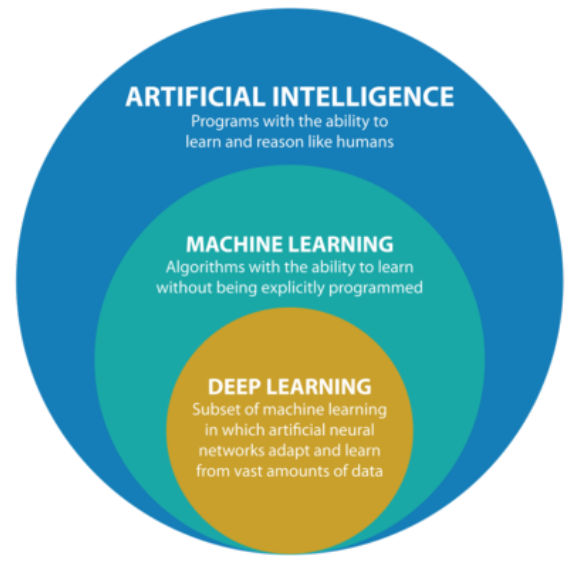 ARTIFICIAL INTELLIGENCE
Programs with the ability to
learn and reason like humans
MACHINE LEARNING
Algorithms with the ability to learn
without being explicitly programmed
DEEP LEARNING
Subset of machine learning
in which artificial neural
networks adapt and learn
from vast amounts of data